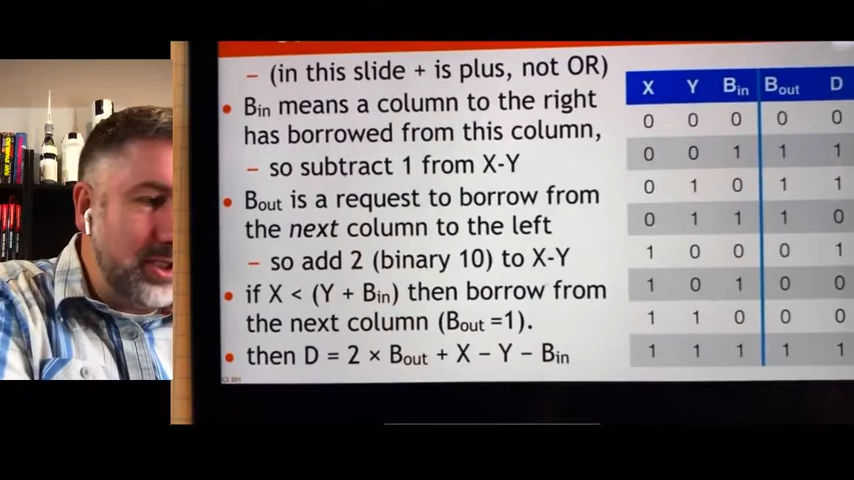 – (in this slide + is plus, not OR)
• Bin means a column to the right
has borrowed from this column,
– so subtract 1 from X-Y
• Bout is a request to borrow from
the next column to the left
– so add 2 (binary 10) to X-Y
• if X < (Y + Bin) then borrow from
the next column (Bout =1).
• then D = 2 × Bout + X – Y – Bin
X Y Bin Bout D
0 0 0 0 0
0 0 1 1 1
0 1 0 1 1
0 1 1 1 0
1 0 0 0 1
1 0 1 0 0
1 1 0 0 0
1 1 1 1 1